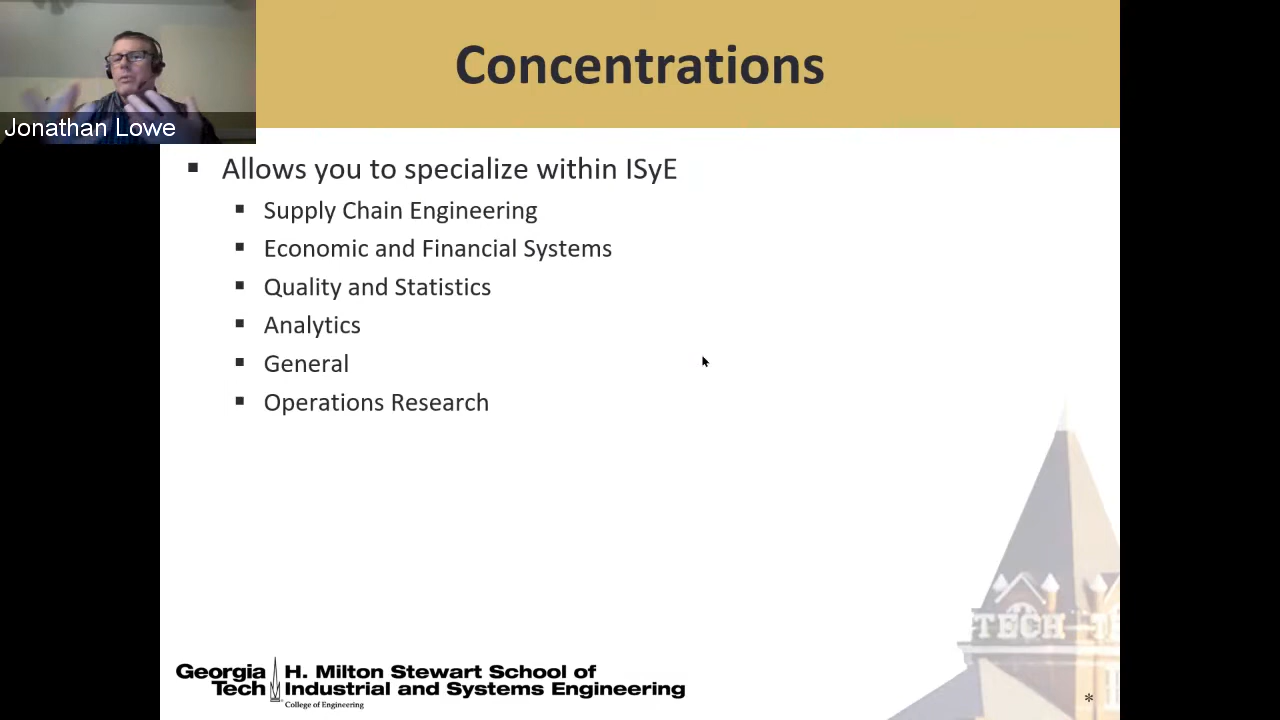 Concentrations
Jonathan Lowe
▪ Allows you to specialize within ISyE
▪ Supply Chain Engineering
▪ Economic and Financial Systems
▪ Quality and Statistics
▪ Analytics
▪ General
▪ Operations Research
TECH
Georgia Tech
H. Milton Stewart School of
Industrial and Systems Engineering
College of Engineering
*